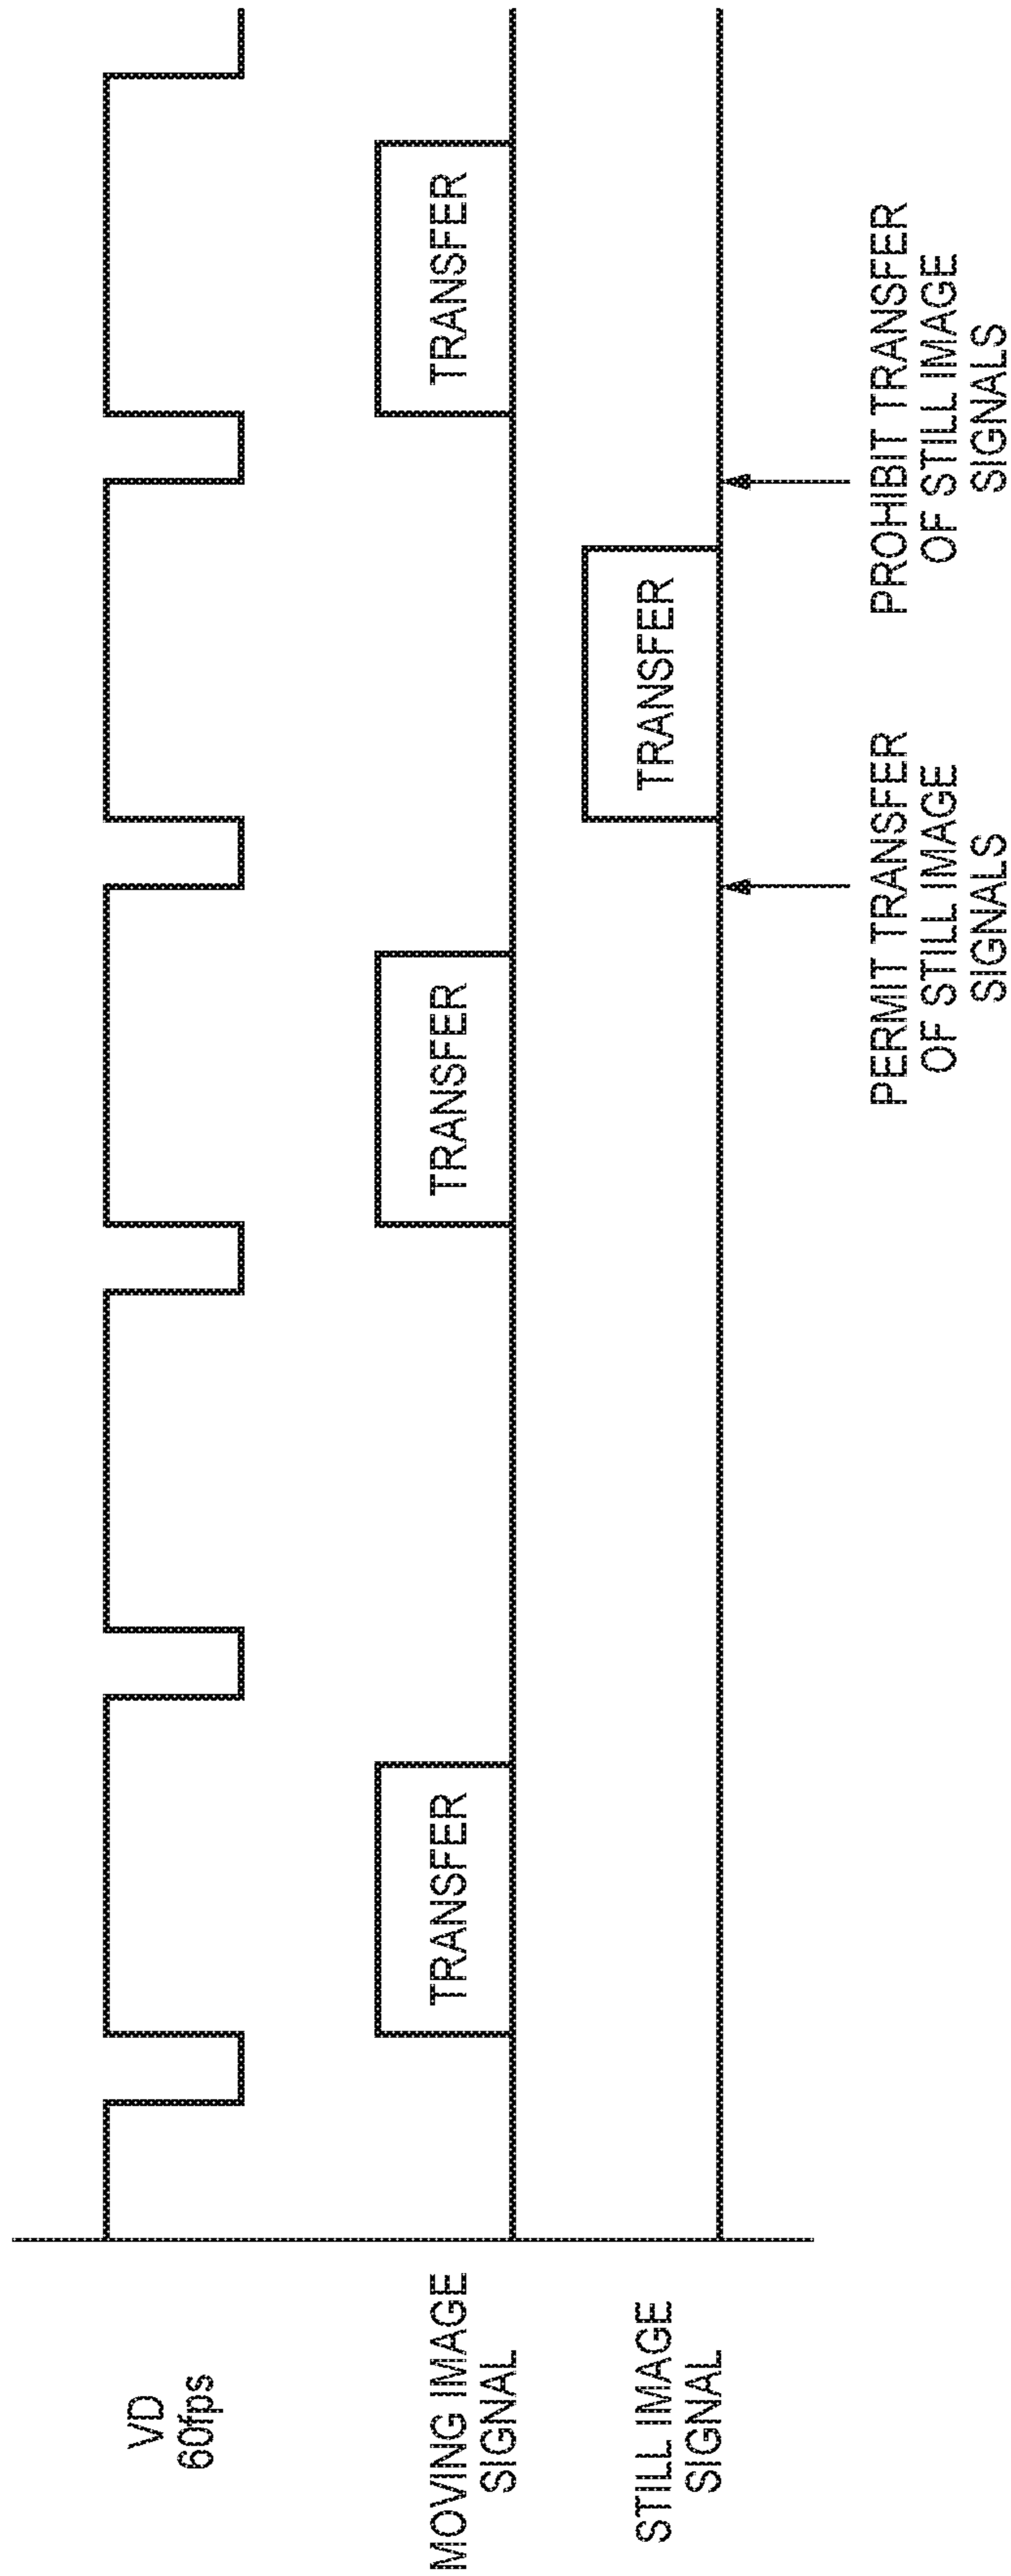 VD
60fps
MOVING IMAGE
SIGNAL
TRANSFER
TRANSFER
TRANSFER
STILL IMAGE
SIGNAL
TRANSFER
PERMIT TRANSFER
OF STILL IMAGE
SIGNALS
PROHIBIT TRANSFER
OF STILL IMAGE
SIGNALS